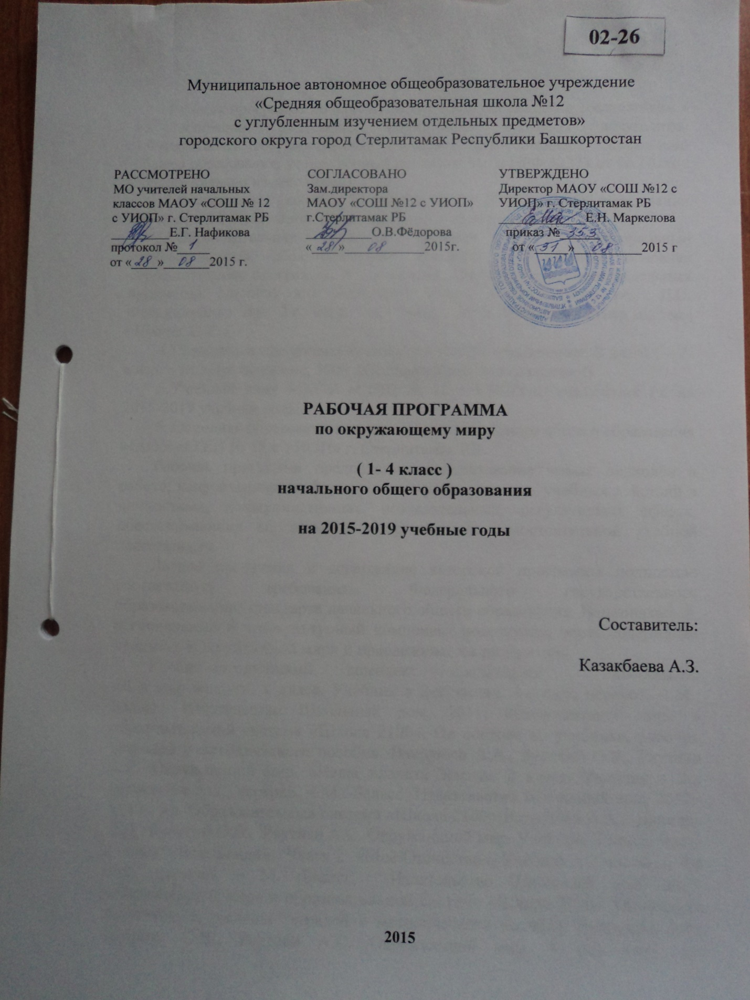 02-26
Муниципальное автономное общеобразовательное учреждение
«Средняя общеобразовательная школа №12
с углубленным изучением отдельных предметов»
городского округа город Стерлитамак Республики Башкортостан
РАССМОТРЕНО
МО учителей начальных
классов МАОУ «СОШ № 12
с УИОП» г. Стерлитамак РБ
________Е.Г. Нафикова
протокол № 1
от «28»  08  2015 г.
СОГЛАСОВАНО
Зам.директора
МАОУ «СОШ №12 с УИОП»
г.Стерлитамак РБ
________О.В.Фёдорова
«28»  08  2015г.
УТВЕРЖДЕНО
Директор МАОУ «СОШ №12 с
УИОП» г. Стерлитамак РБ
________Е.Н. Маркелова
приказ № 353
от «31»  08  2015 г
РАБОЧАЯ ПРОГРАММА
по окружающему миру
( 1- 4 класс )
начального общего образования
на 2015-2019 учебные годы
Составитель:
Казакбаева А.З.
2015